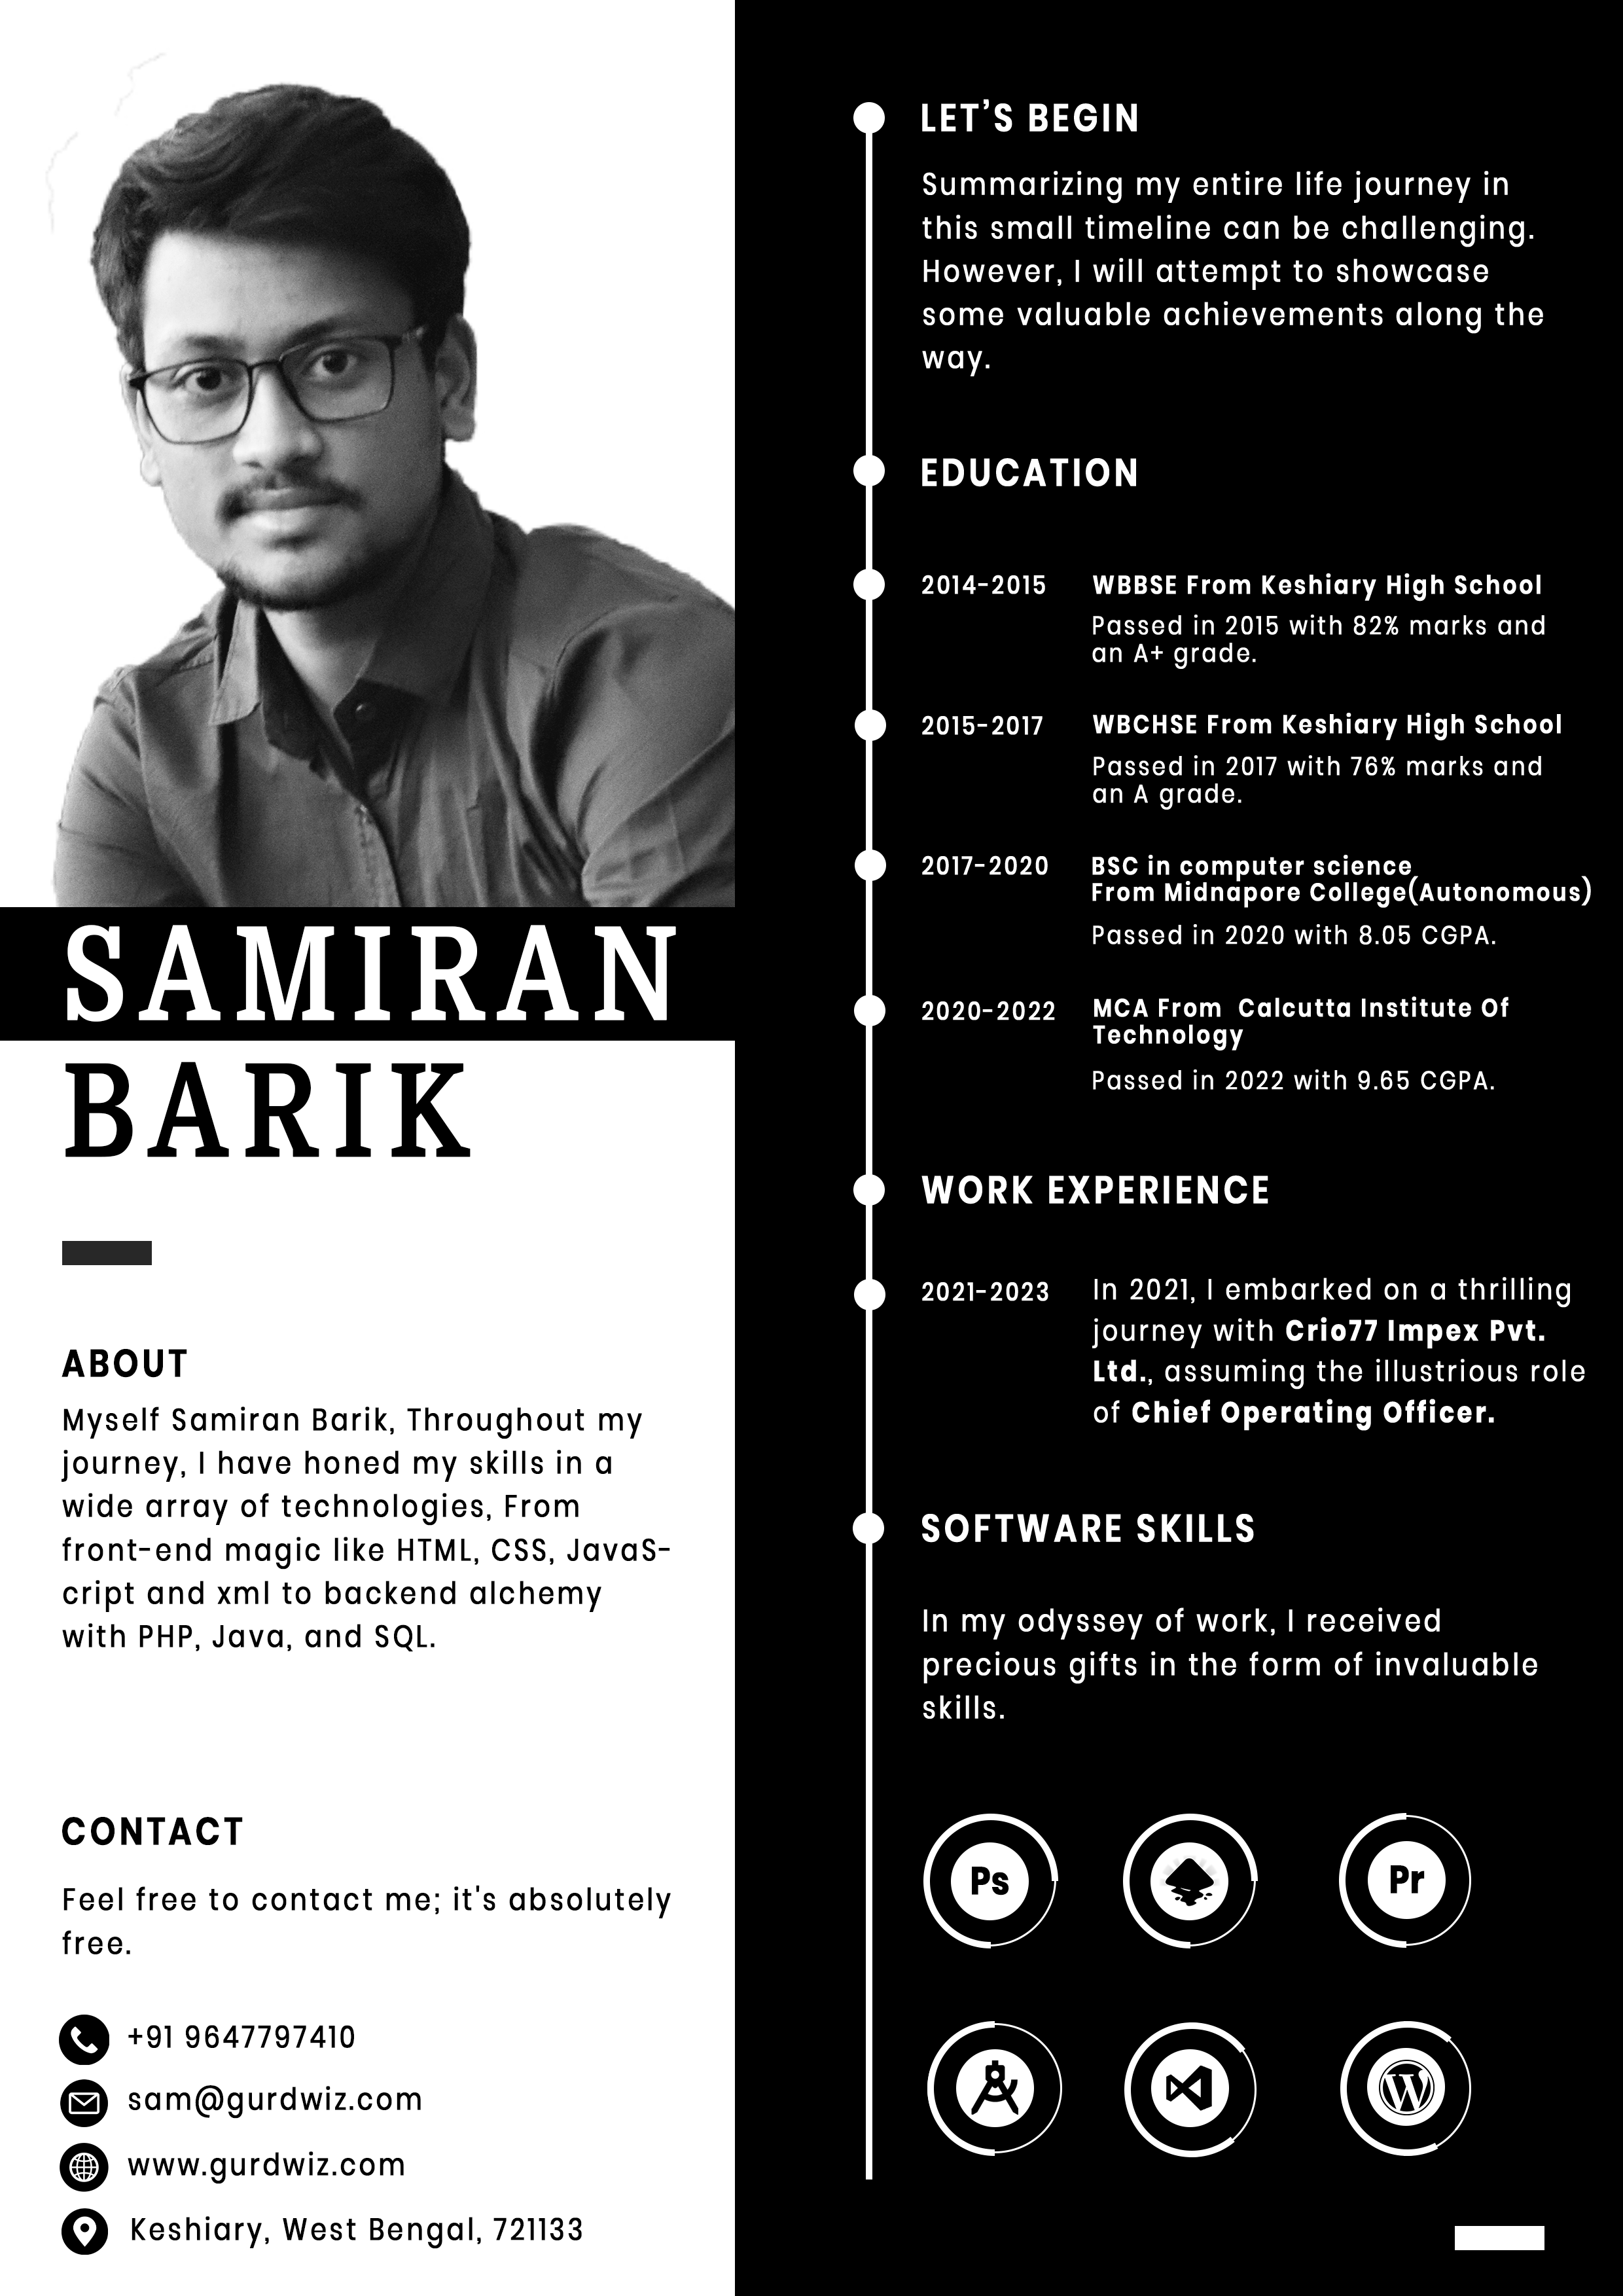 SAMIRAN
BARIK
ABOUT
Myself Samiran Barik, Throughout my
journey, I have honed my skills in a
wide array of technologies, From
front-end magic like HTML, CSS, JavaS-
cript and xml to backend alchemy
with PHP, Java, and SQL.
CONTACT
Feel free to contact me; it's absolutely
free.
+91 9647797410
sam@gurdwiz.com
www.gurdwiz.com
Keshiary, West Bengal, 721133
LET'S BEGIN
Summarizing my entire life journey in
this small timeline can be challenging.
However, I will attempt to showcase
some valuable achievements along the
way.
EDUCATION
2014-2015 WBBSE From Keshiary High School
Passed in 2015 with 82% marks and
an A+ grade.
2015-2017 WBCHSE From Keshiary High School
Passed in 2017 with 76% marks and
an A grade.
2017-2020 BSC in computer science
From Midnapore College(Autonomous)
Passed in 2020 with 8.05 CGPA.
2020-2022 MCA From Calcutta Institute Of
Technology
Passed in 2022 with 9.65 CGPA.
WORK EXPERIENCE
2021-2023 In 2021, I embarked on a thrilling
journey with Crio77 Impex Pvt.
Ltd., assuming the illustrious role
of Chief Operating Officer.
SOFTWARE SKILLS
In my odyssey of work, I received
precious gifts in the form of invaluable
skills.
Ps Pr
W